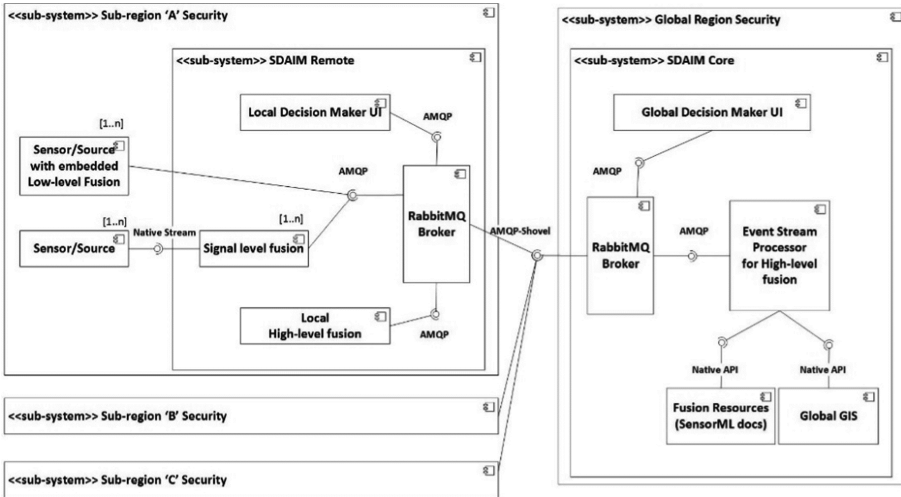 <<sub-system>> Sub-region ‘A’ Security
<<sub-system>> SDAIM Remote
Local Decision Maker UI
AMQP
[1..n]
Sensor/Source
with embedded
Low-level Fusion
AMQP
RabbitMQ
Broker
[1..n]
Sensor/Source
Native Stream
[1..n]
Signal level fusion
Local
High-level fusion
AMQP
AMQP-Shovel
<<sub-system>> Sub-region ‘B’ Security
<<sub-system>> Sub-region ‘C’ Security
<<sub-system>> Global Region Security
<<sub-system>> SDAIM Core
Global Decision Maker UI
AMQP
RabbitMQ
Broker
AMQP
Event Stream
Processor
for High-level
fusion
Native API
Native API
Fusion Resources
(SensorML docs)
Global GIS